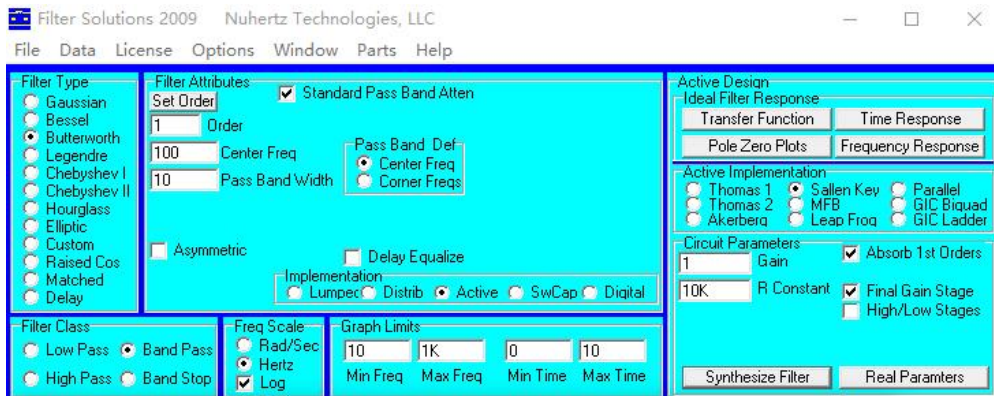 Filter Solutions 2009 Nuhertz Technologies, LLC
File Data License Options Window Parts Help
Filter Type
Gaussian
Bessel
Butterworth
Legendre
Chebyshev I
Chebyshev II
Hourglass
Elliptic
Custom
Raised Cos
Matched
Delay
Filter Attributes
Set Order
Standard Pass Band Atten
1 Order
100 Center Freq
10 Pass Band Width
Pass Band Def
Center Freq
Corner Freqs
Asymmetric
Delay Equalize
Implementation
Lumped Distrib Active SwCap Digital
Filter Class
Low Pass Band Pass
High Pass Band Stop
Freq Scale
Rad/Sec
Hertz
Log
Graph Limits
10 1K 0 10
Min Freq Max Freq Min Time Max Time
Active Design
Ideal Filter Response
Transfer Function Time Response
Pole Zero Plots Frequency Response
Active Implementation
Thomas 1 Sallen Key Parallel
Thomas 2 MFB GIC Biquad
Akerberg Leap Frog GIC Ladder
Circuit Parameters
1 Gain
Absorb 1st Orders
10K R Constant
Final Gain Stage
High/Low Stages
Synthesize Filter Real Paramters